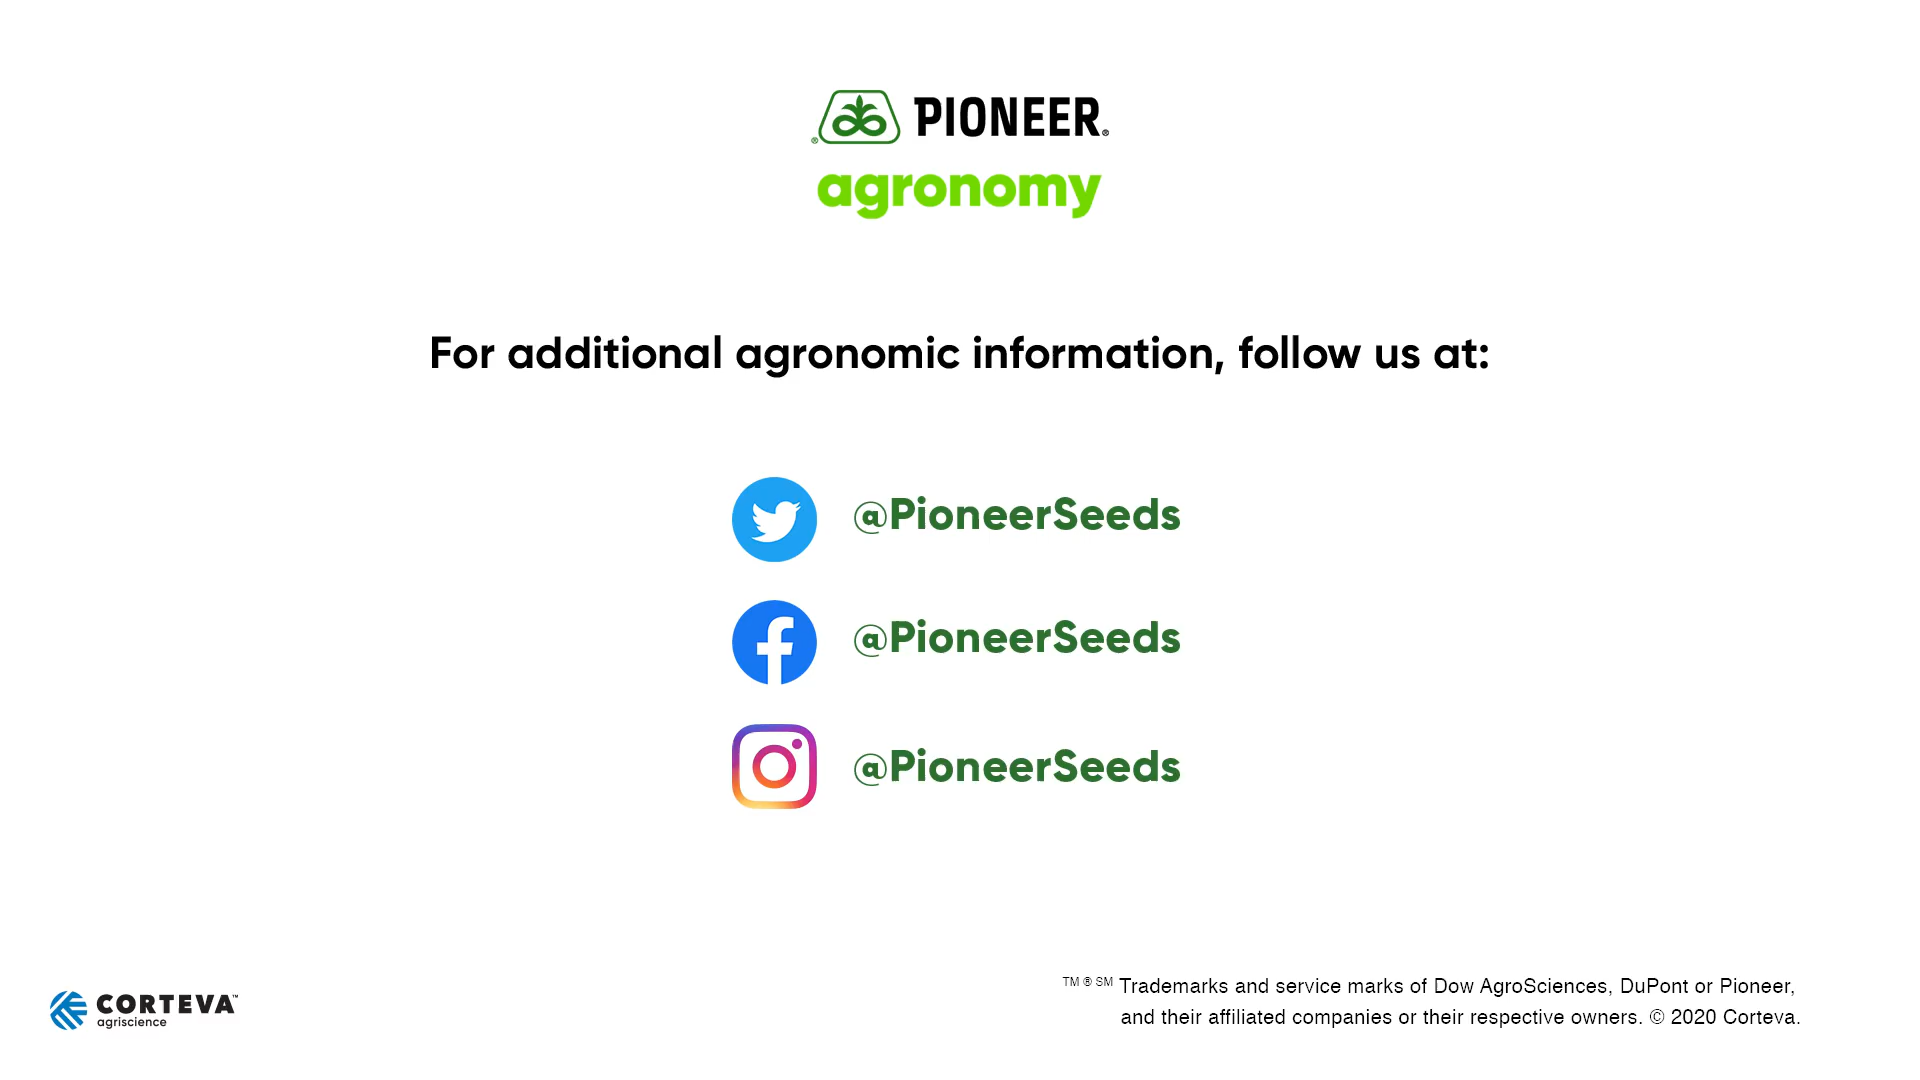 PIONEER®
agronomy
For additional agronomic information, follow us at:
@PioneerSeeds
@PioneerSeeds
@PioneerSeeds
CORTEVA™
agriscience
TM ® SM Trademarks and service marks of Dow AgroSciences, DuPont or Pioneer,
and their affiliated companies or their respective owners. © 2020 Corteva.